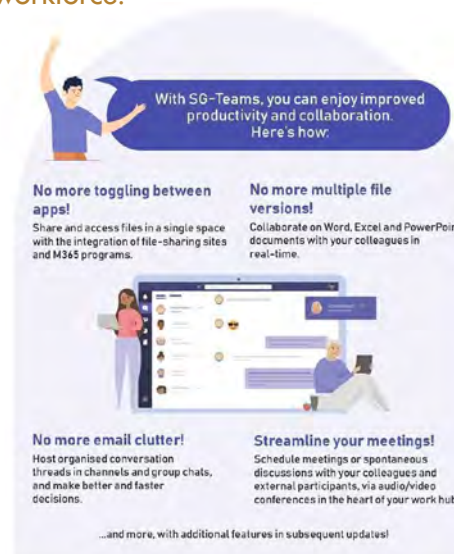 workforce.
With SG-Teams, you can enjoy improved
productivity and collaboration.
Here's how:
No more toggling between
apps!
Share and access files in a single space
with the integration of file-sharing sites
and M365 programs.
No more multiple file
versions!
Collaborate on Word, Excel and PowerPoin
documents with your colleagues in
real-time.
No more email clutter!
Host organised conversation
threads in channels and group chats,
and make better and faster
decisions.
Streamline your meetings!
Schedule meetings or spontaneous
discussions with your colleagues and
external participants, via audio/video
conferences in the heart of your work hub
...and more, with additional features in subsequent updates!